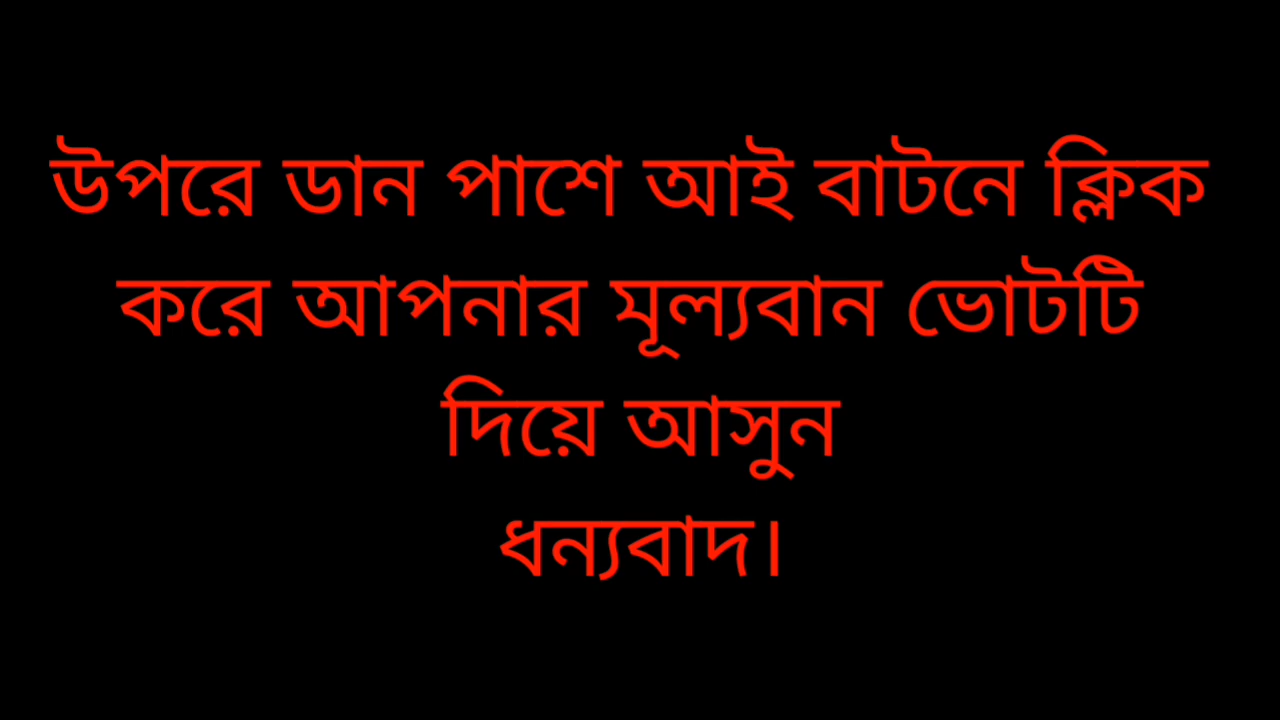 উপরে ডান পাশে আই বাটনে ক্লিক
করে আপনার মূল্যবান ভোটটি
দিয়ে আসুন
ধন্যবাদ।